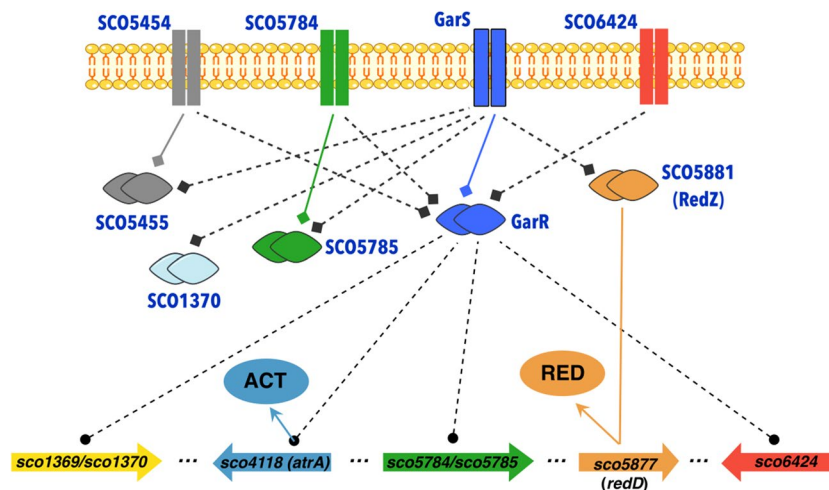 SCO5454
SCO5784
GarS
SCO6424
SCO5455
SCO1370
SCO5785
GarR
SCO5881
(RedZ)
ACT
RED
sco1369/sco1370
...
sco4118 (atrA)
...
sco5784/sco5785
...
sco5877
(redD)
...
sco6424